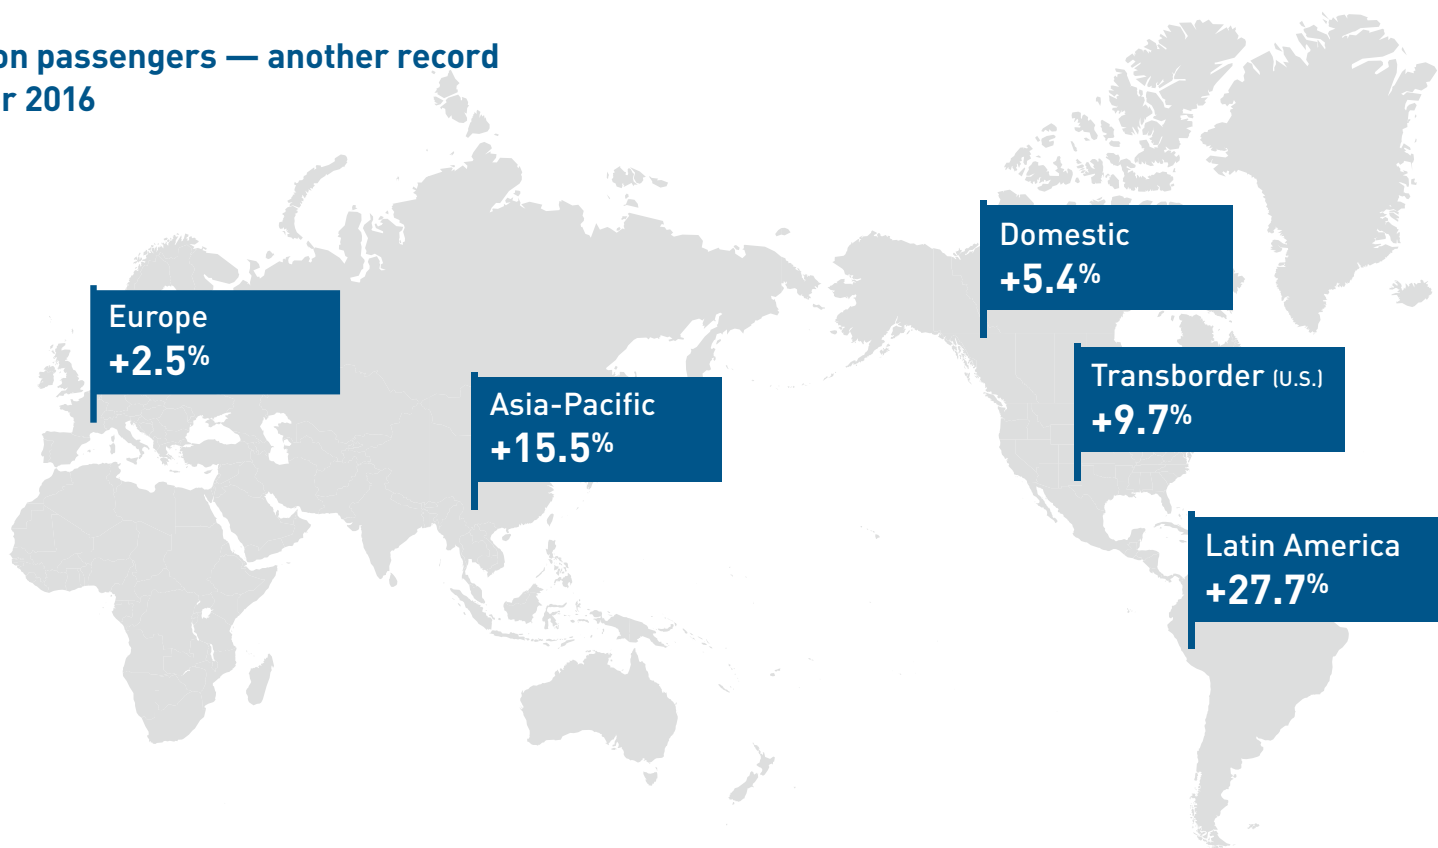 on passengers — another record
r 2016
Domestic
+5.4%
Europe
+2.5%
Transborder (U.S.)
+9.7%
Asia-Pacific
+15.5%
Latin America
+27.7%